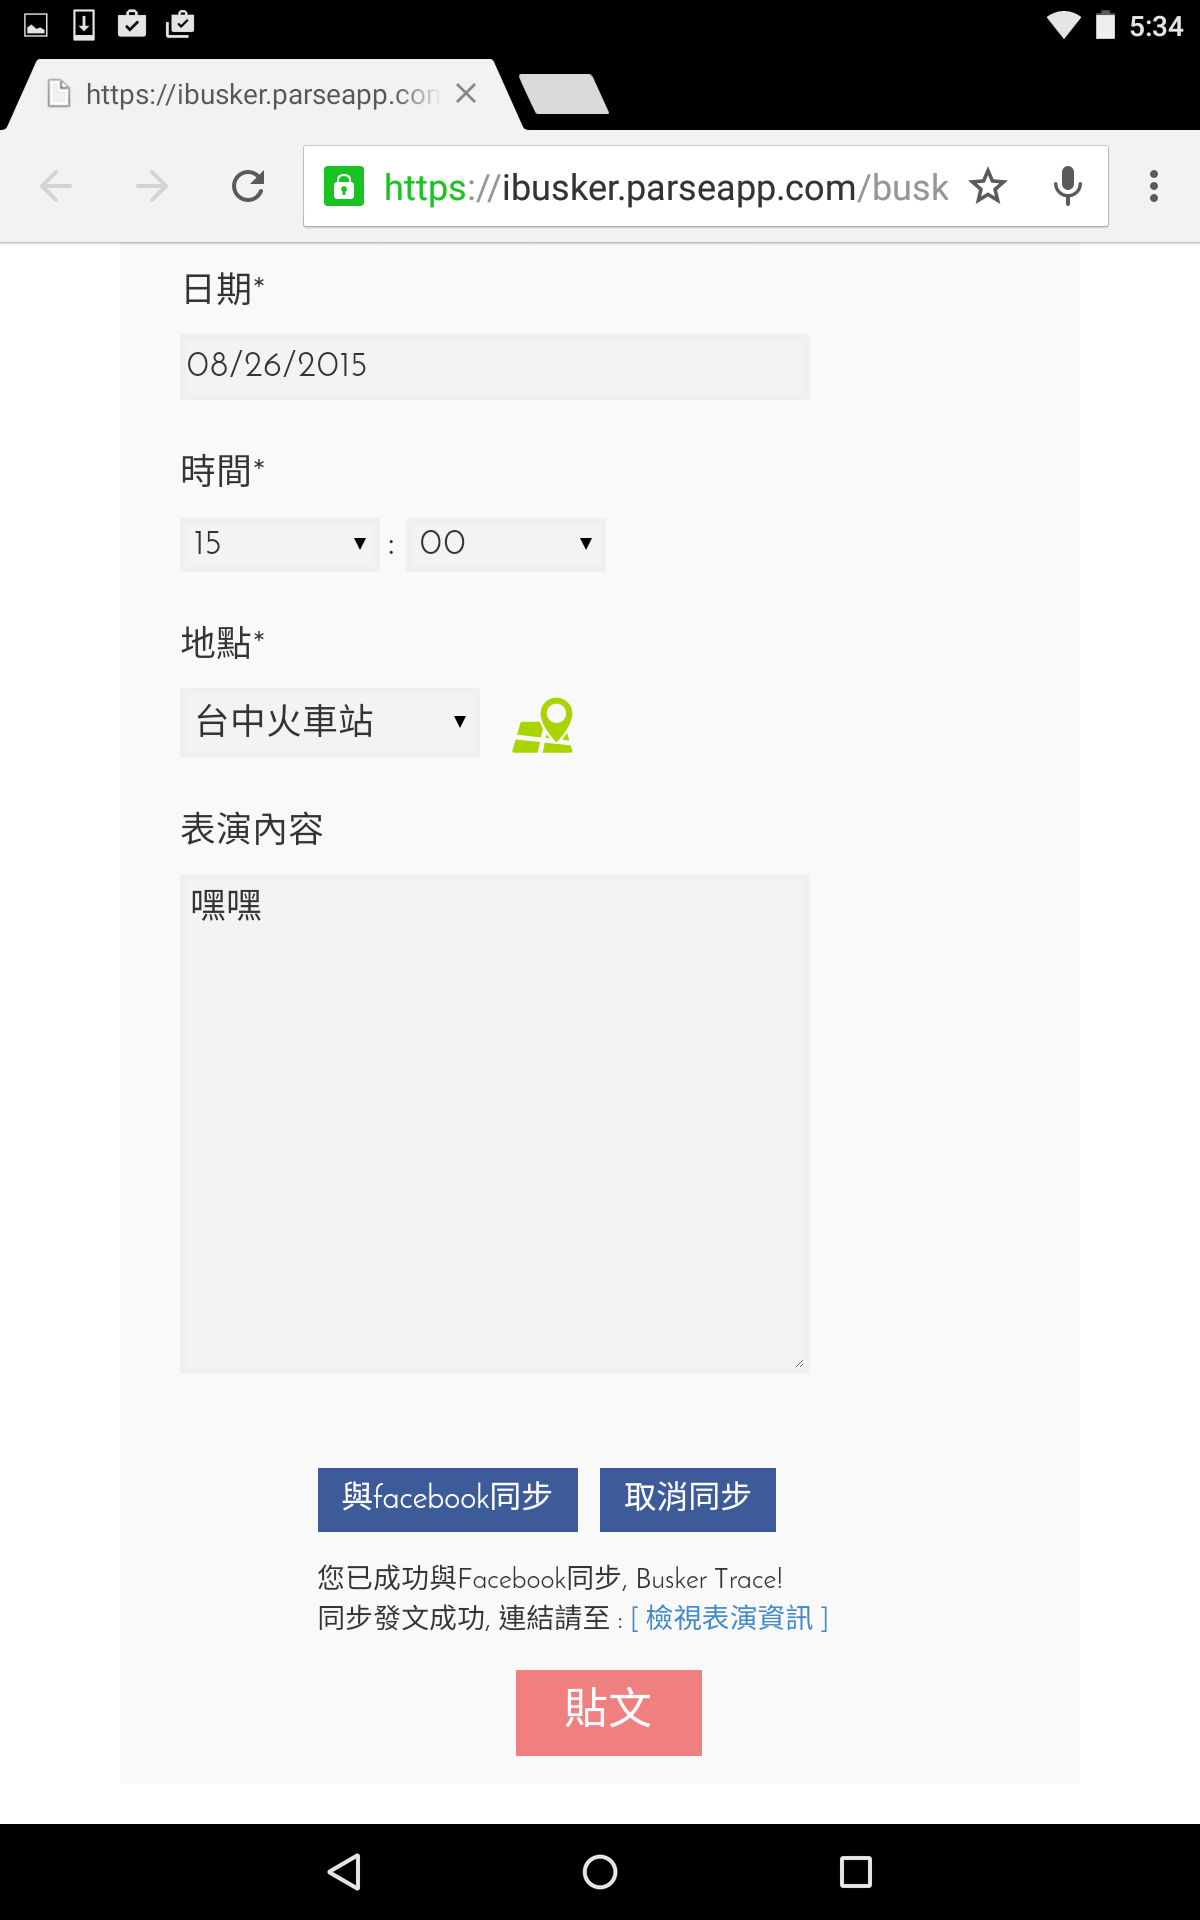 5:34
https://ibusker.parseapp.com
https://ibusker.parseapp.com/busk
日期*
08/26/2015
時間*
15 : 00
地點*
台中火車站
表演內容
嘿嘿
與facebook同步 取消同步
您已成功與Facebook同步, Busker Trace!
同步發文成功, 連結請至 : [ 檢視表演資訊 ]
貼文